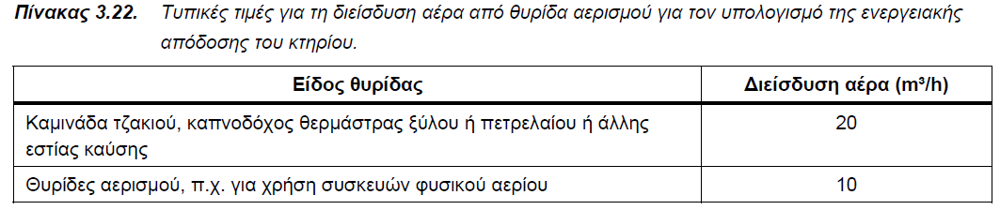 Πίνακας 3.22. Τυπικές τιμές για τη διείσδυση αέρα από θυρίδα αερισμού για τον υπολογισμό της ενεργειακής
απόδοσης του κτηρίου.
Είδος θυρίδας Διείσδυση αέρα (m³/h)
Καμινάδα τζακιού, καπνοδόχος θερμάστρας ξύλου ή πετρελαίου ή άλλης
εστίας καύσης
20
Θυρίδες αερισμού, π.χ. για χρήση συσκευών φυσικού αερίου 10